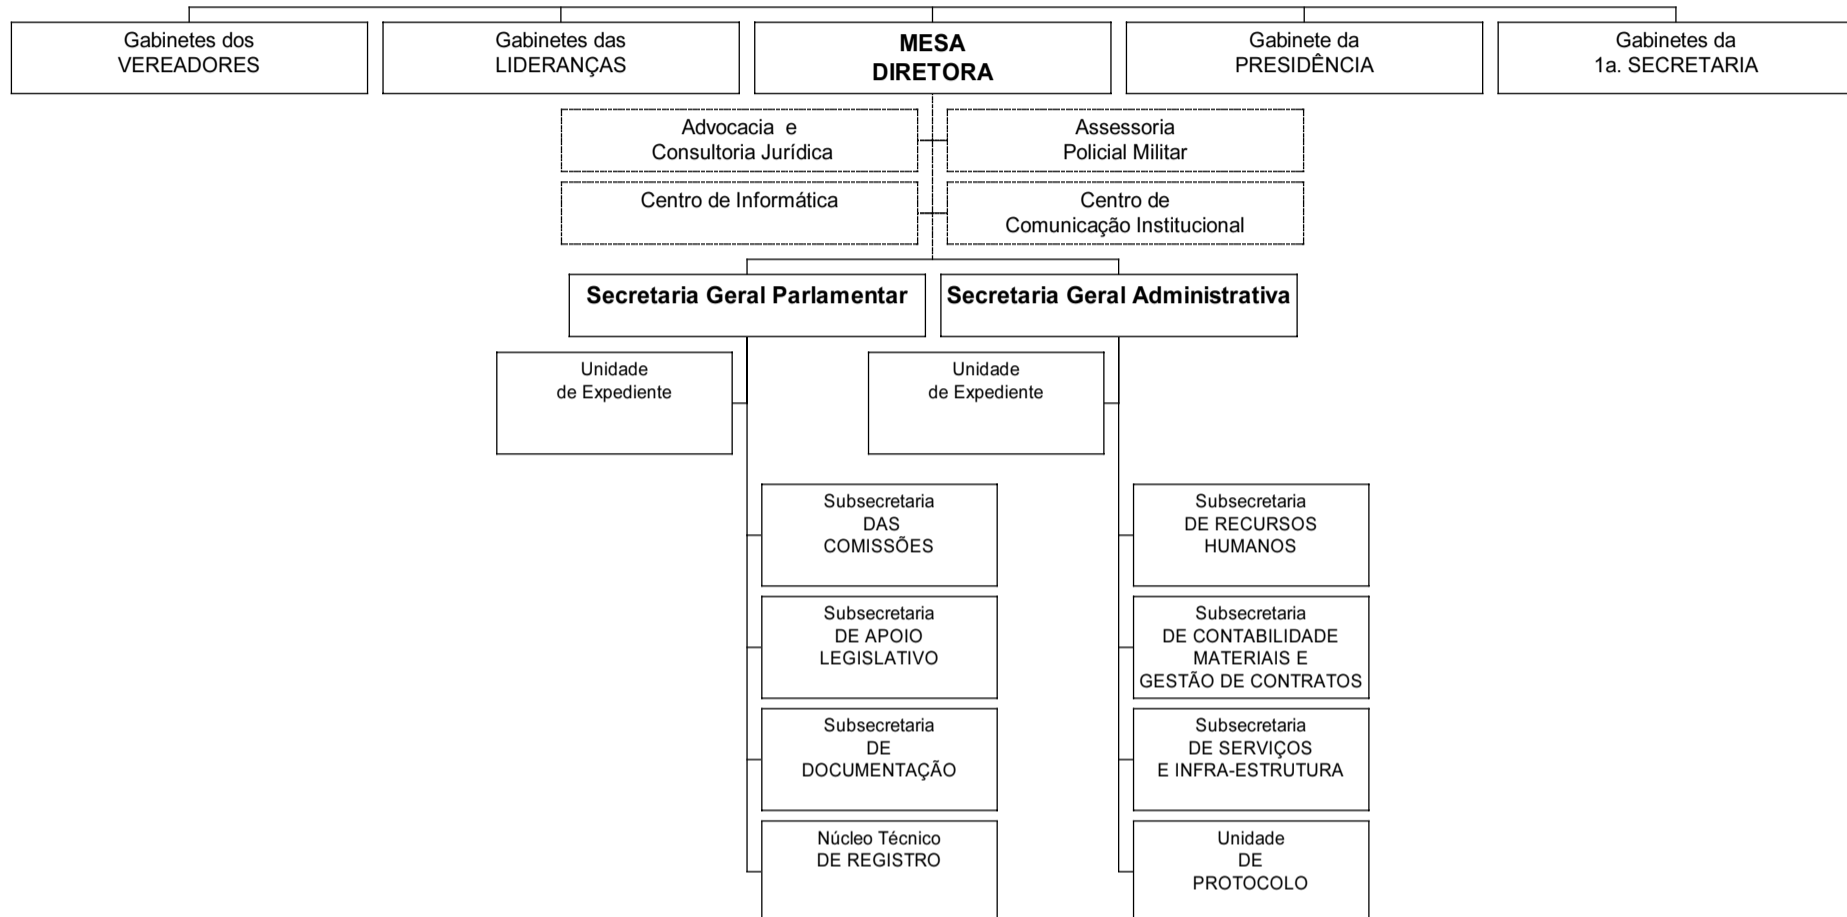 Gabinetes dos
VEREADORES
Gabinetes das
LIDERANÇAS
MESA
DIRETORA
Gabinete da
PRESIDÊNCIA
Gabinetes da
1a. SECRETARIA
Advocacia e
Consultoria Jurídica
Assessoria
Policial Militar
Centro de Informática
Centro de
Comunicação Institucional
Secretaria Geral Parlamentar
Secretaria Geral Administrativa
Unidade
de Expediente
Unidade
de Expediente
Subsecretaria
DAS
COMISSÕES
Subsecretaria
DE RECURSOS
HUMANOS
Subsecretaria
DE APOIO
LEGISLATIVO
Subsecretaria
DE CONTABILIDADE
MATERIAIS E
GESTÃO DE CONTRATOS
Subsecretaria
DE
DOCUMENTAÇÃO
Subsecretaria
DE SERVIÇOS
E INFRA-ESTRUTURA
Núcleo Técnico
DE REGISTRO
Unidade
DE
PROTOCOLO